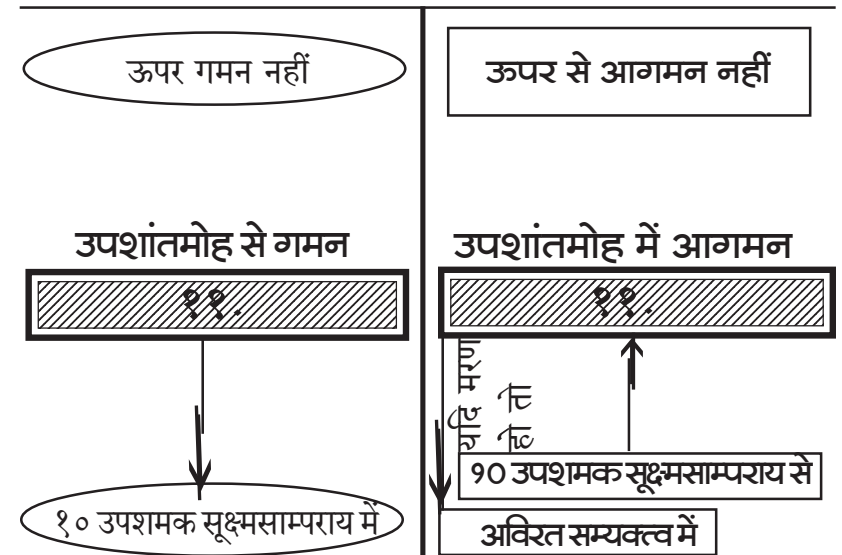 ऊपर गमन नहीं
ऊपर से आगमन नहीं
उपशांतमोह से गमन
उपशांतमोह में आगमन
११.
११.
यदि मरण
हो तो
१० उपशमक सूक्ष्मसाम्पराय से
१० उपशमक सूक्ष्मसाम्पराय में
अविरत सम्यक्त्व में